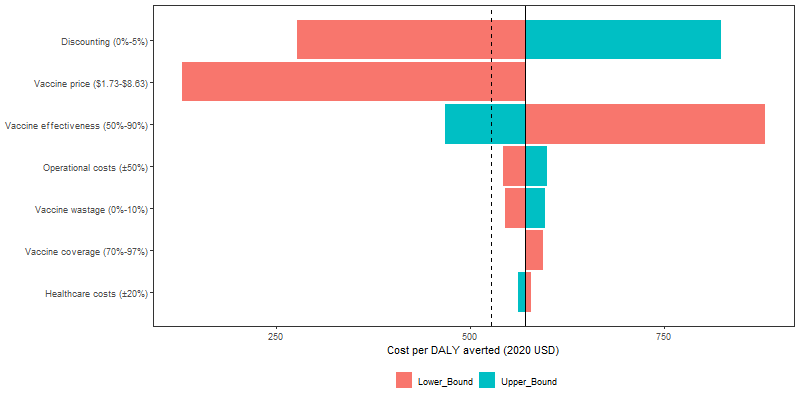 Discounting (0%-5%)
Vaccine price ($1.73-$8.63)
Vaccine effectiveness (50%-90%)
Operational costs (±50%)
Vaccine wastage (0%-10%)
Vaccine coverage (70%-97%)
Healthcare costs (±20%)
250 500 750
Cost per DALY averted (2020 USD)
Lower_Bound Upper_Bound